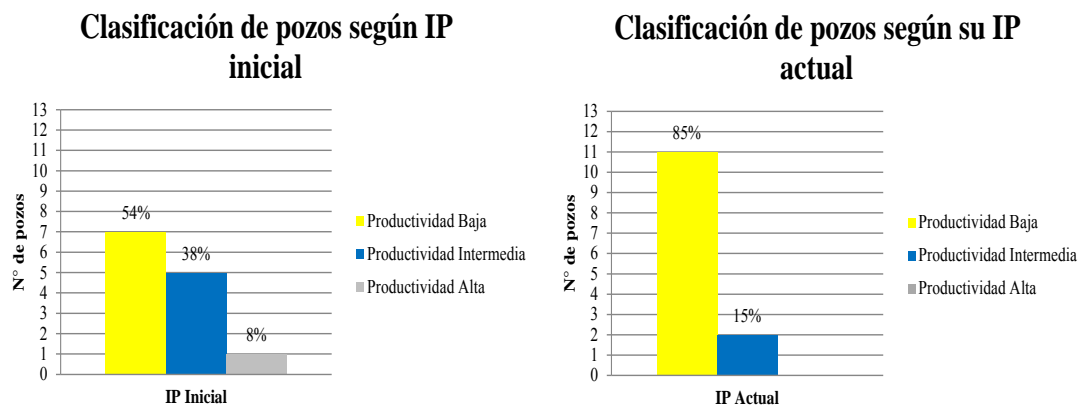 Clasificación de pozos según IP
inicial
13
12
11
10
9
8
7
6
5
4
3
2
1
0
N° de pozos
54%
38%
8%
IP Inicial
Productividad Baja
Productividad Intermedia
Productividad Alta
Clasificación de pozos según su IP
actual
13
12
11
10
9
8
7
6
5
4
3
2
1
0
N° de pozos
85%
15%
IP Actual
Productividad Baja
Productividad Intermedia
Productividad Alta